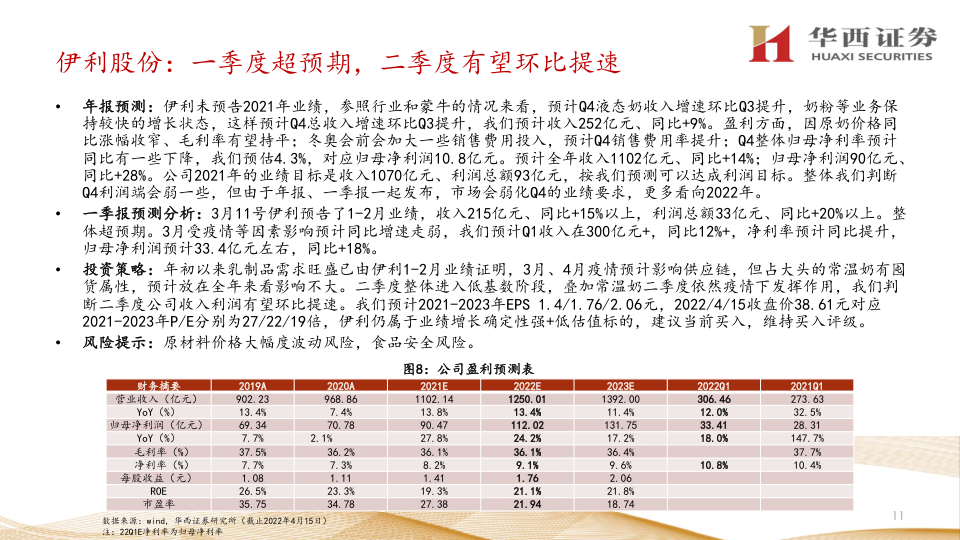 伊利股份：一季度超预期，二季度有望环比提速
华西证券
HUAXI SECURITIES
• 年报预测：伊利未预告2021年业绩，参照行业和蒙牛的情况来看，预计Q4液态奶收入增速环比Q3提升，奶粉等业务保
持较快的增长状态，这样预计Q4总收入增速环比Q3提升，我们预计收入252亿元、同比+9%。盈利方面，因原奶价格同
比涨幅收窄、毛利率有望持平；冬奥会前会加大一些销售费用投入，预计Q4销售费用率提升；Q4整体归母净利率预计
同比有一些下降，我们预估4.3%，对应归母净利润10.8亿元。预计全年收入1102亿元、同比+14%；归母净利润90亿元、
同比+28%。公司2021年的业绩目标是收入1070亿元、利润总额93亿元，按我们预测可以达成利润目标。整体我们判断
Q4利润端会弱一些，但由于年报、一季报一起发布，市场会弱化Q4的业绩要求，更多看向2022年。
• 一季报预测分析：3月11号伊利预告了1-2月业绩，收入215亿元、同比+15%以上，利润总额33亿元、同比+20%以上。整
体超预期。3月受疫情等因素影响预计同比增速走弱，我们预计Q1收入在300亿元+，同比12%+，净利率预计同比提升，
归母净利润预计33.4亿元左右，同比+18%。
• 投资策略：年初以来乳制品需求旺盛已由伊利1-2月业绩证明，3月、4月疫情预计影响供应链，但占大头的常温奶有囤
货属性，预计放在全年来看影响不大。二季度整体进入低基数阶段，叠加常温奶二季度依然疫情下发挥作用，我们判
断二季度公司收入利润有望环比提速。我们预计2021-2023年EPS 1.4/1.76/2.06元，2022/4/15收盘价38.61元对应
2021-2023年P/E分别为27/22/19倍，伊利仍属于业绩增长确定性强+低估值标的，建议当前买入，维持买入评级。
• 风险提示：原材料价格大幅度波动风险，食品安全风险。
图8：公司盈利预测表
财务摘要 2019A 2020A 2021E 2022E 2023E 2022Q1 2021Q1
营业收入（亿元） 902.23 968.86 1102.14 1250.01 1392.00 306.46 273.63
YoY（%） 13.4% 7.4% 13.8% 13.4% 11.4% 12.0% 32.5%
归母净利润（亿元） 69.34 70.78 90.47 112.02 131.75 33.41 28.31
YoY（%） 7.7% 2.1% 27.8% 24.2% 17.2% 18.0% 147.7%
毛利率（%） 37.5% 36.2% 36.1% 36.1% 36.4% 37.7%
净利率（%） 7.7% 7.3% 8.2% 9.1% 9.6% 10.8% 10.4%
每股收益（元） 1.08 1.11 1.41 1.76 2.06
ROE 26.5% 23.3% 19.3% 21.1% 21.8%
市盈率 35.75 34.78 27.38 21.94 18.74
数据来源：wind，华西证券研究所（截止2022年4月15日）
注：22Q1E净利率为归母净利率
11